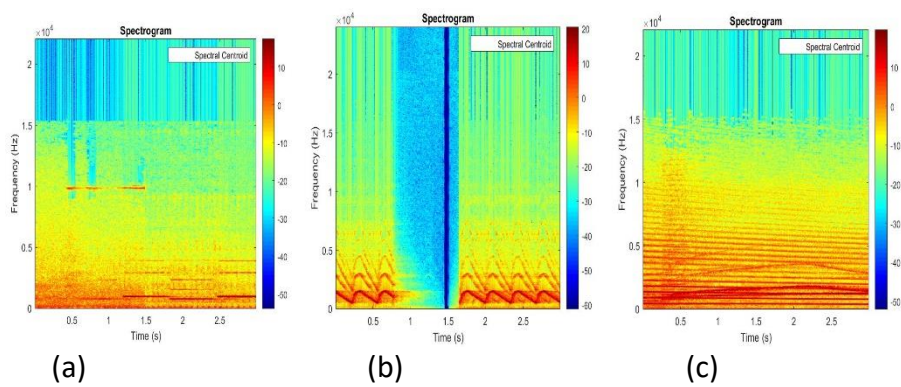 Spectrogram
×10⁴
Spectral Centroid
2
1.5
1
0.5
0
Frequency (Hz)
0.5 1 1.5 2 2.5
Time (s)
10
0
-10
-20
-30
-40
-50
(a)
Spectrogram
×10⁴
Spectral Centroid
2
1.5
1
0.5
0
Frequency (Hz)
0.5 1 1.5 2 2.5
Time (s)
20
10
0
-10
-20
-30
-40
-50
-60
(b)
Spectrogram
×10⁴
Spectral Centroid
2
1.5
1
0.5
0
Frequency (Hz)
0.5 1 1.5 2 2.5
Time (s)
10
0
-10
-20
-30
-40
-50
(c)